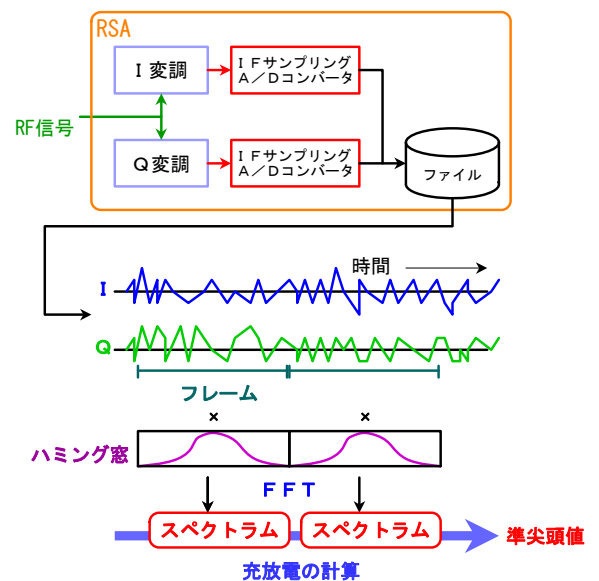 RSA
I 変調
IFサンプリング
A/Dコンバータ
RF信号
Q変調
IFサンプリング
A/Dコンバータ
ファイル
時間
I
Q
フレーム
× ×
ハミング窓
FFT
スペクトラム スペクトラム
準尖頭値
充放電の計算